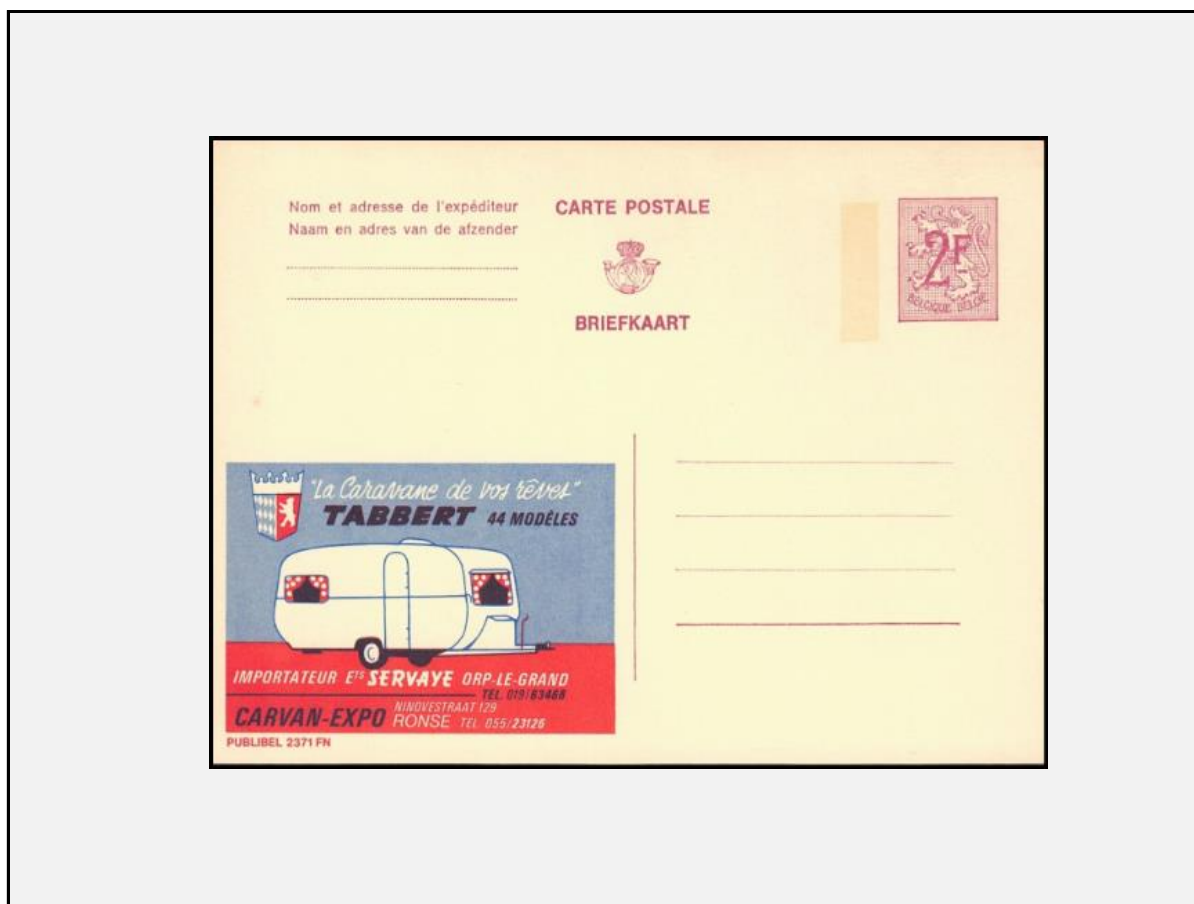 Nom et adresse de l'expéditeur
Naam en adres van de afzender
CARTE POSTALE
BRIEFKAART
2F
BELGIQUE BELGIE
"La Caravane de vos rêves"
TABBERT 44 MODÈLES
IMPORTATEUR ETS SERVAYE ORP-LE-GRAND
TEL. 019/63468
CARVAN-EXPO NINOVESTRAAT 129
RONSE TEL. 055/23126
PUBLIBEL 2371 FN